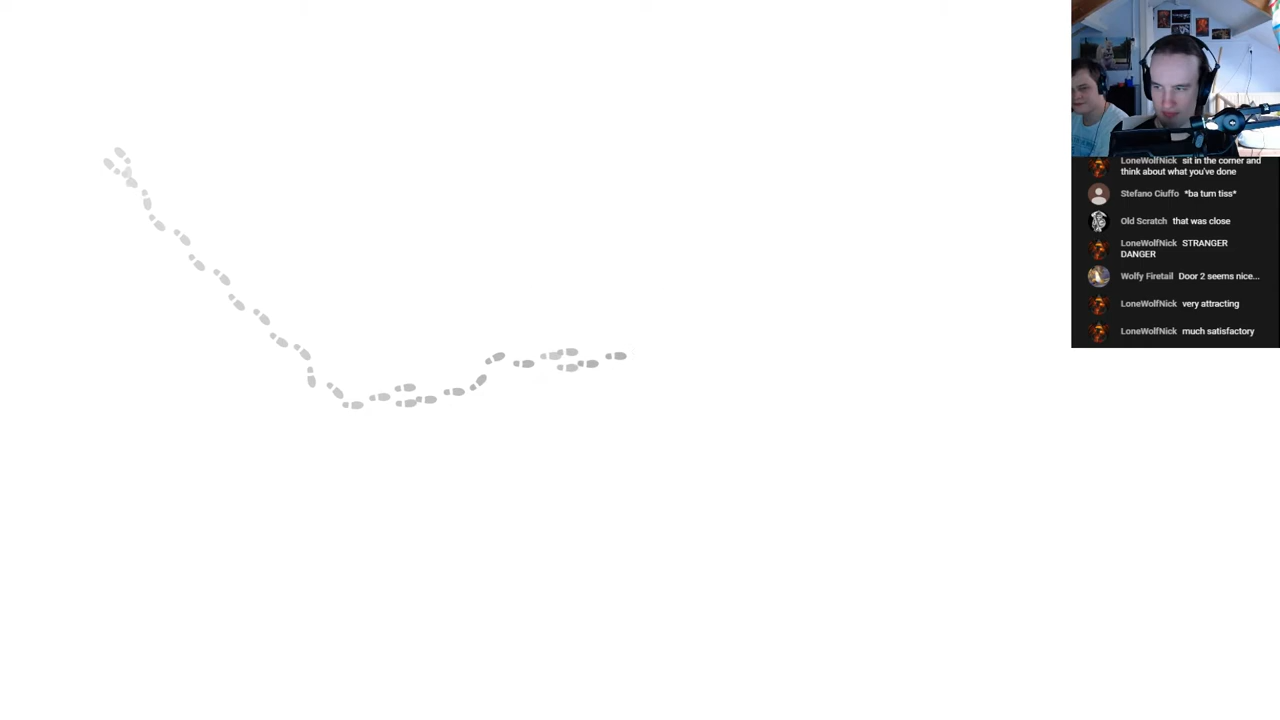 LoneWolfNick sit in the corner and
think about what you've done
Stefano Ciuffo *ba tum tiss*
Old Scratch that was close
LoneWolfNick STRANGER
DANGER
Wolfy Firetail Door 2 seems nice...
LoneWolfNick very attracting
LoneWolfNick much satisfactory